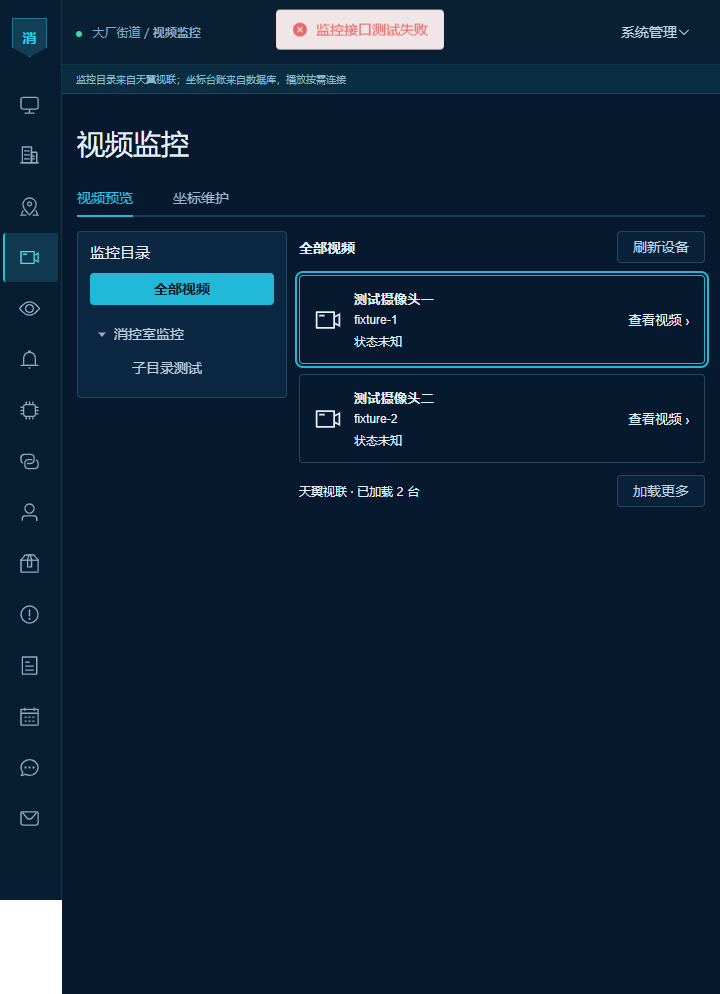 消
大厂街道 / 视频监控
监控接口测试失败
系统管理
监控目录来自天翼视联；坐标台账来自数据库，播放按需连接
视频监控
视频预览
坐标维护
监控目录
全部视频
消控室监控
子目录测试
全部视频
刷新设备
测试摄像头一
fixture-1
状态未知
查看视频 ›
测试摄像头二
fixture-2
状态未知
查看视频 ›
天翼视联 · 已加载 2 台
加载更多